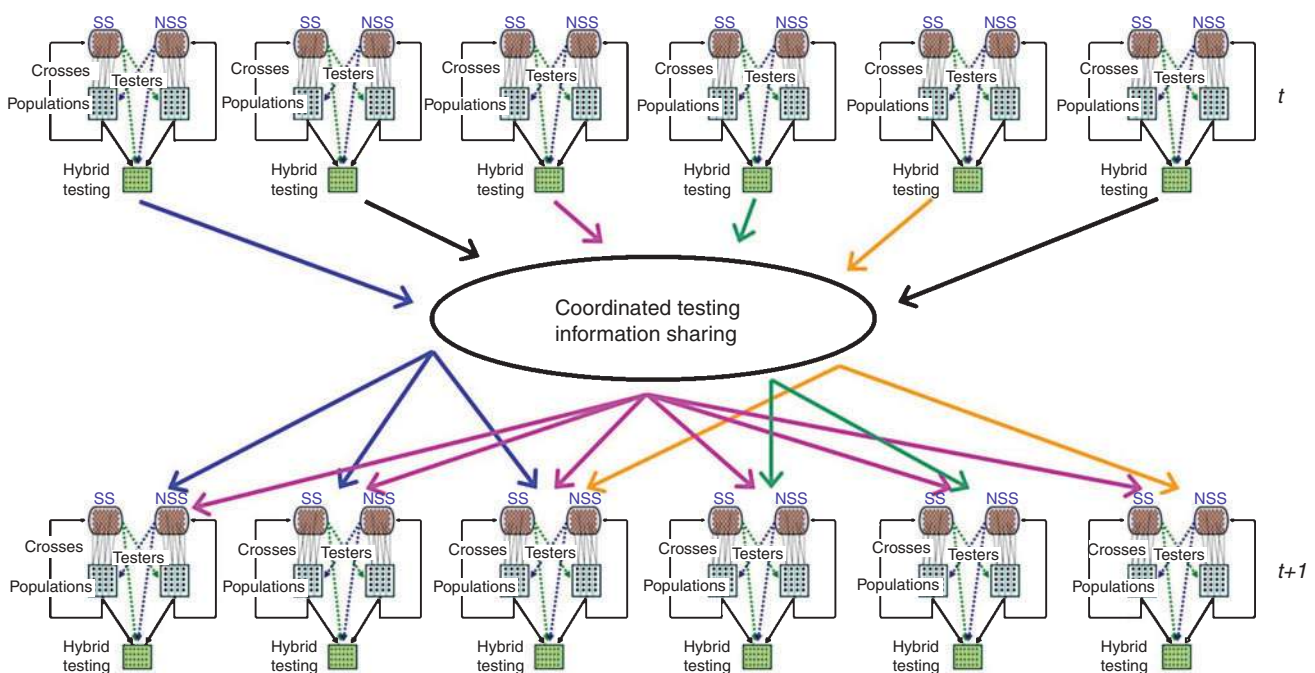 SS NSS SS NSS SS NSS SS NSS SS NSS SS NSS
Crosses Testers Crosses Testers Crosses Testers Crosses Testers Crosses Testers Crosses Testers
Populations Populations Populations Populations Populations Populations t
Hybrid Hybrid Hybrid Hybrid Hybrid Hybrid
testing testing testing testing testing testing
Coordinated testing
information sharing
SS NSS SS NSS SS NSS SS NSS SS NSS SS NSS
Crosses Testers Crosses Testers Crosses Testers Crosses Testers Crosses Testers Crosses Testers
Populations Populations Populations Populations Populations Populations t+1
Hybrid Hybrid Hybrid Hybrid Hybrid Hybrid
testing testing testing testing testing testing